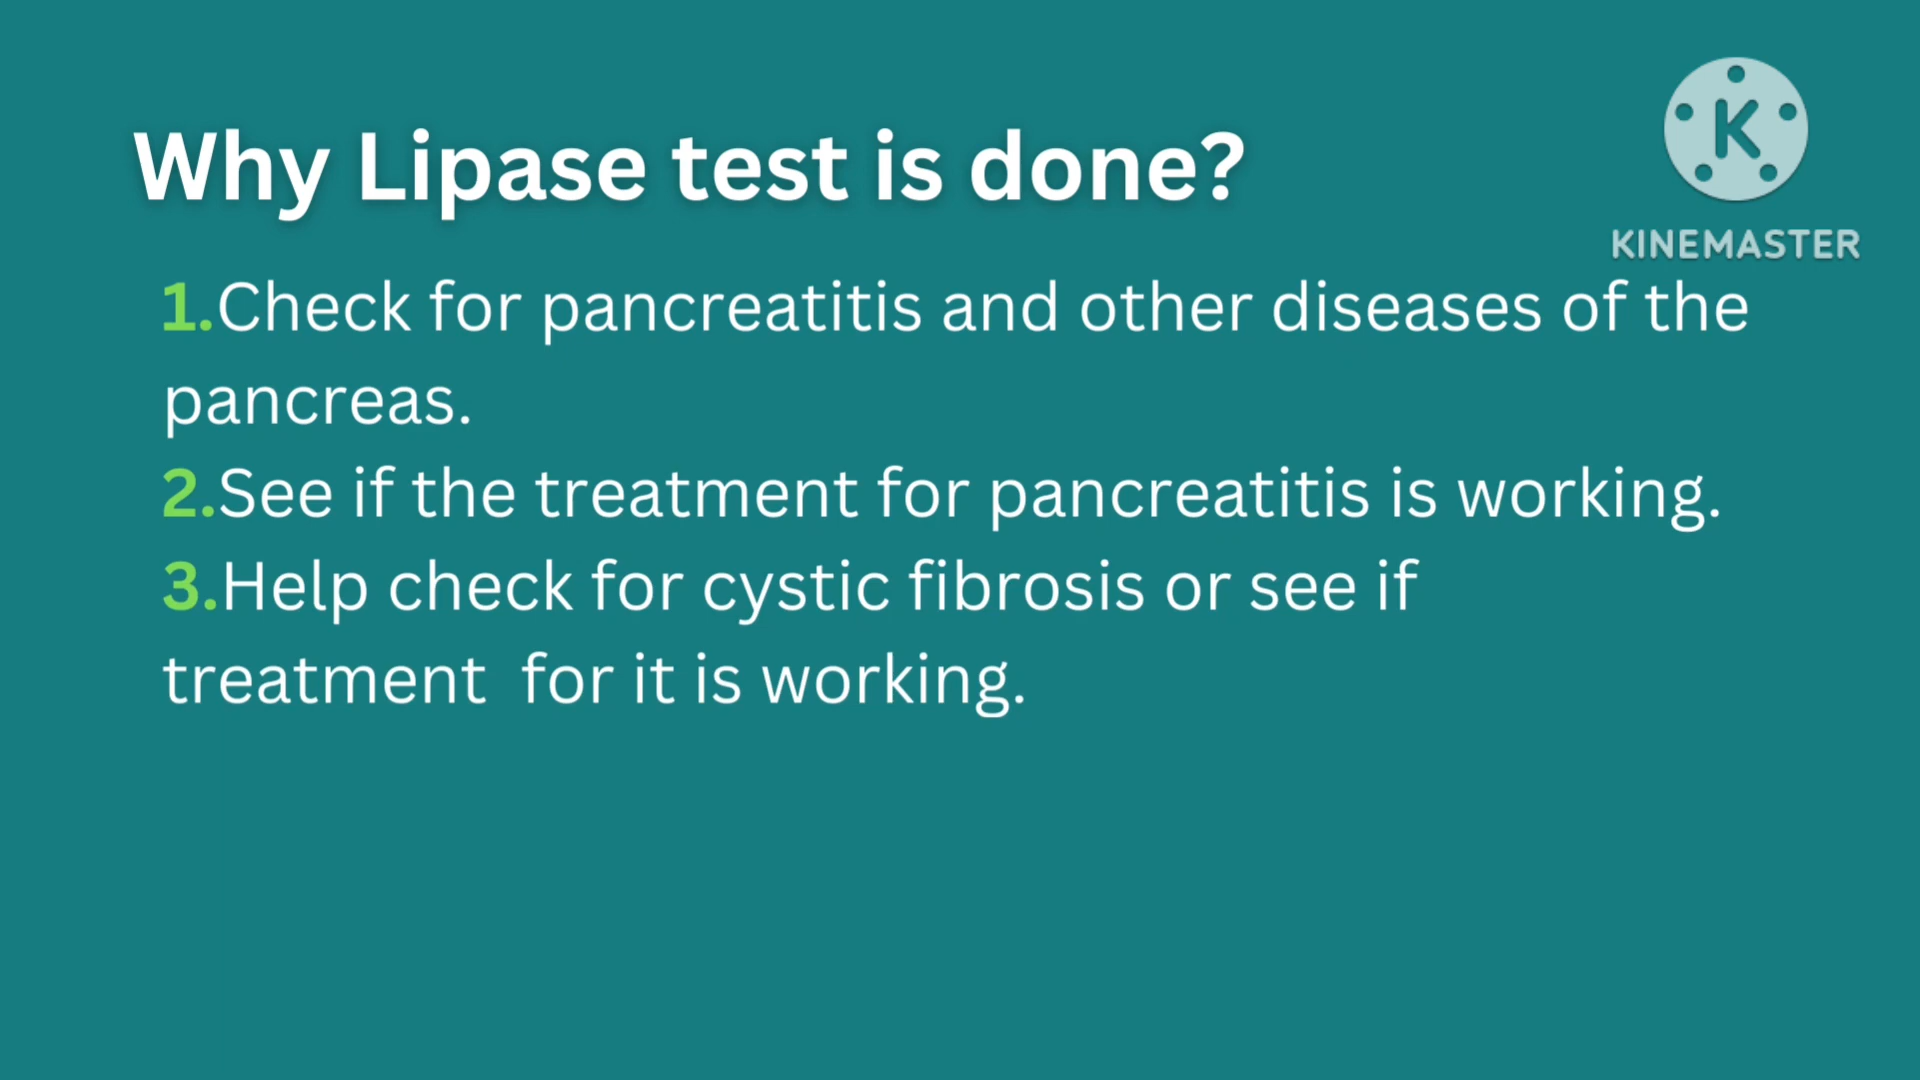 Why Lipase test is done?
K
KINEMASTER
1.Check for pancreatitis and other diseases of the
pancreas.
2.See if the treatment for pancreatitis is working.
3.Help check for cystic fibrosis or see if
treatment  for it is working.